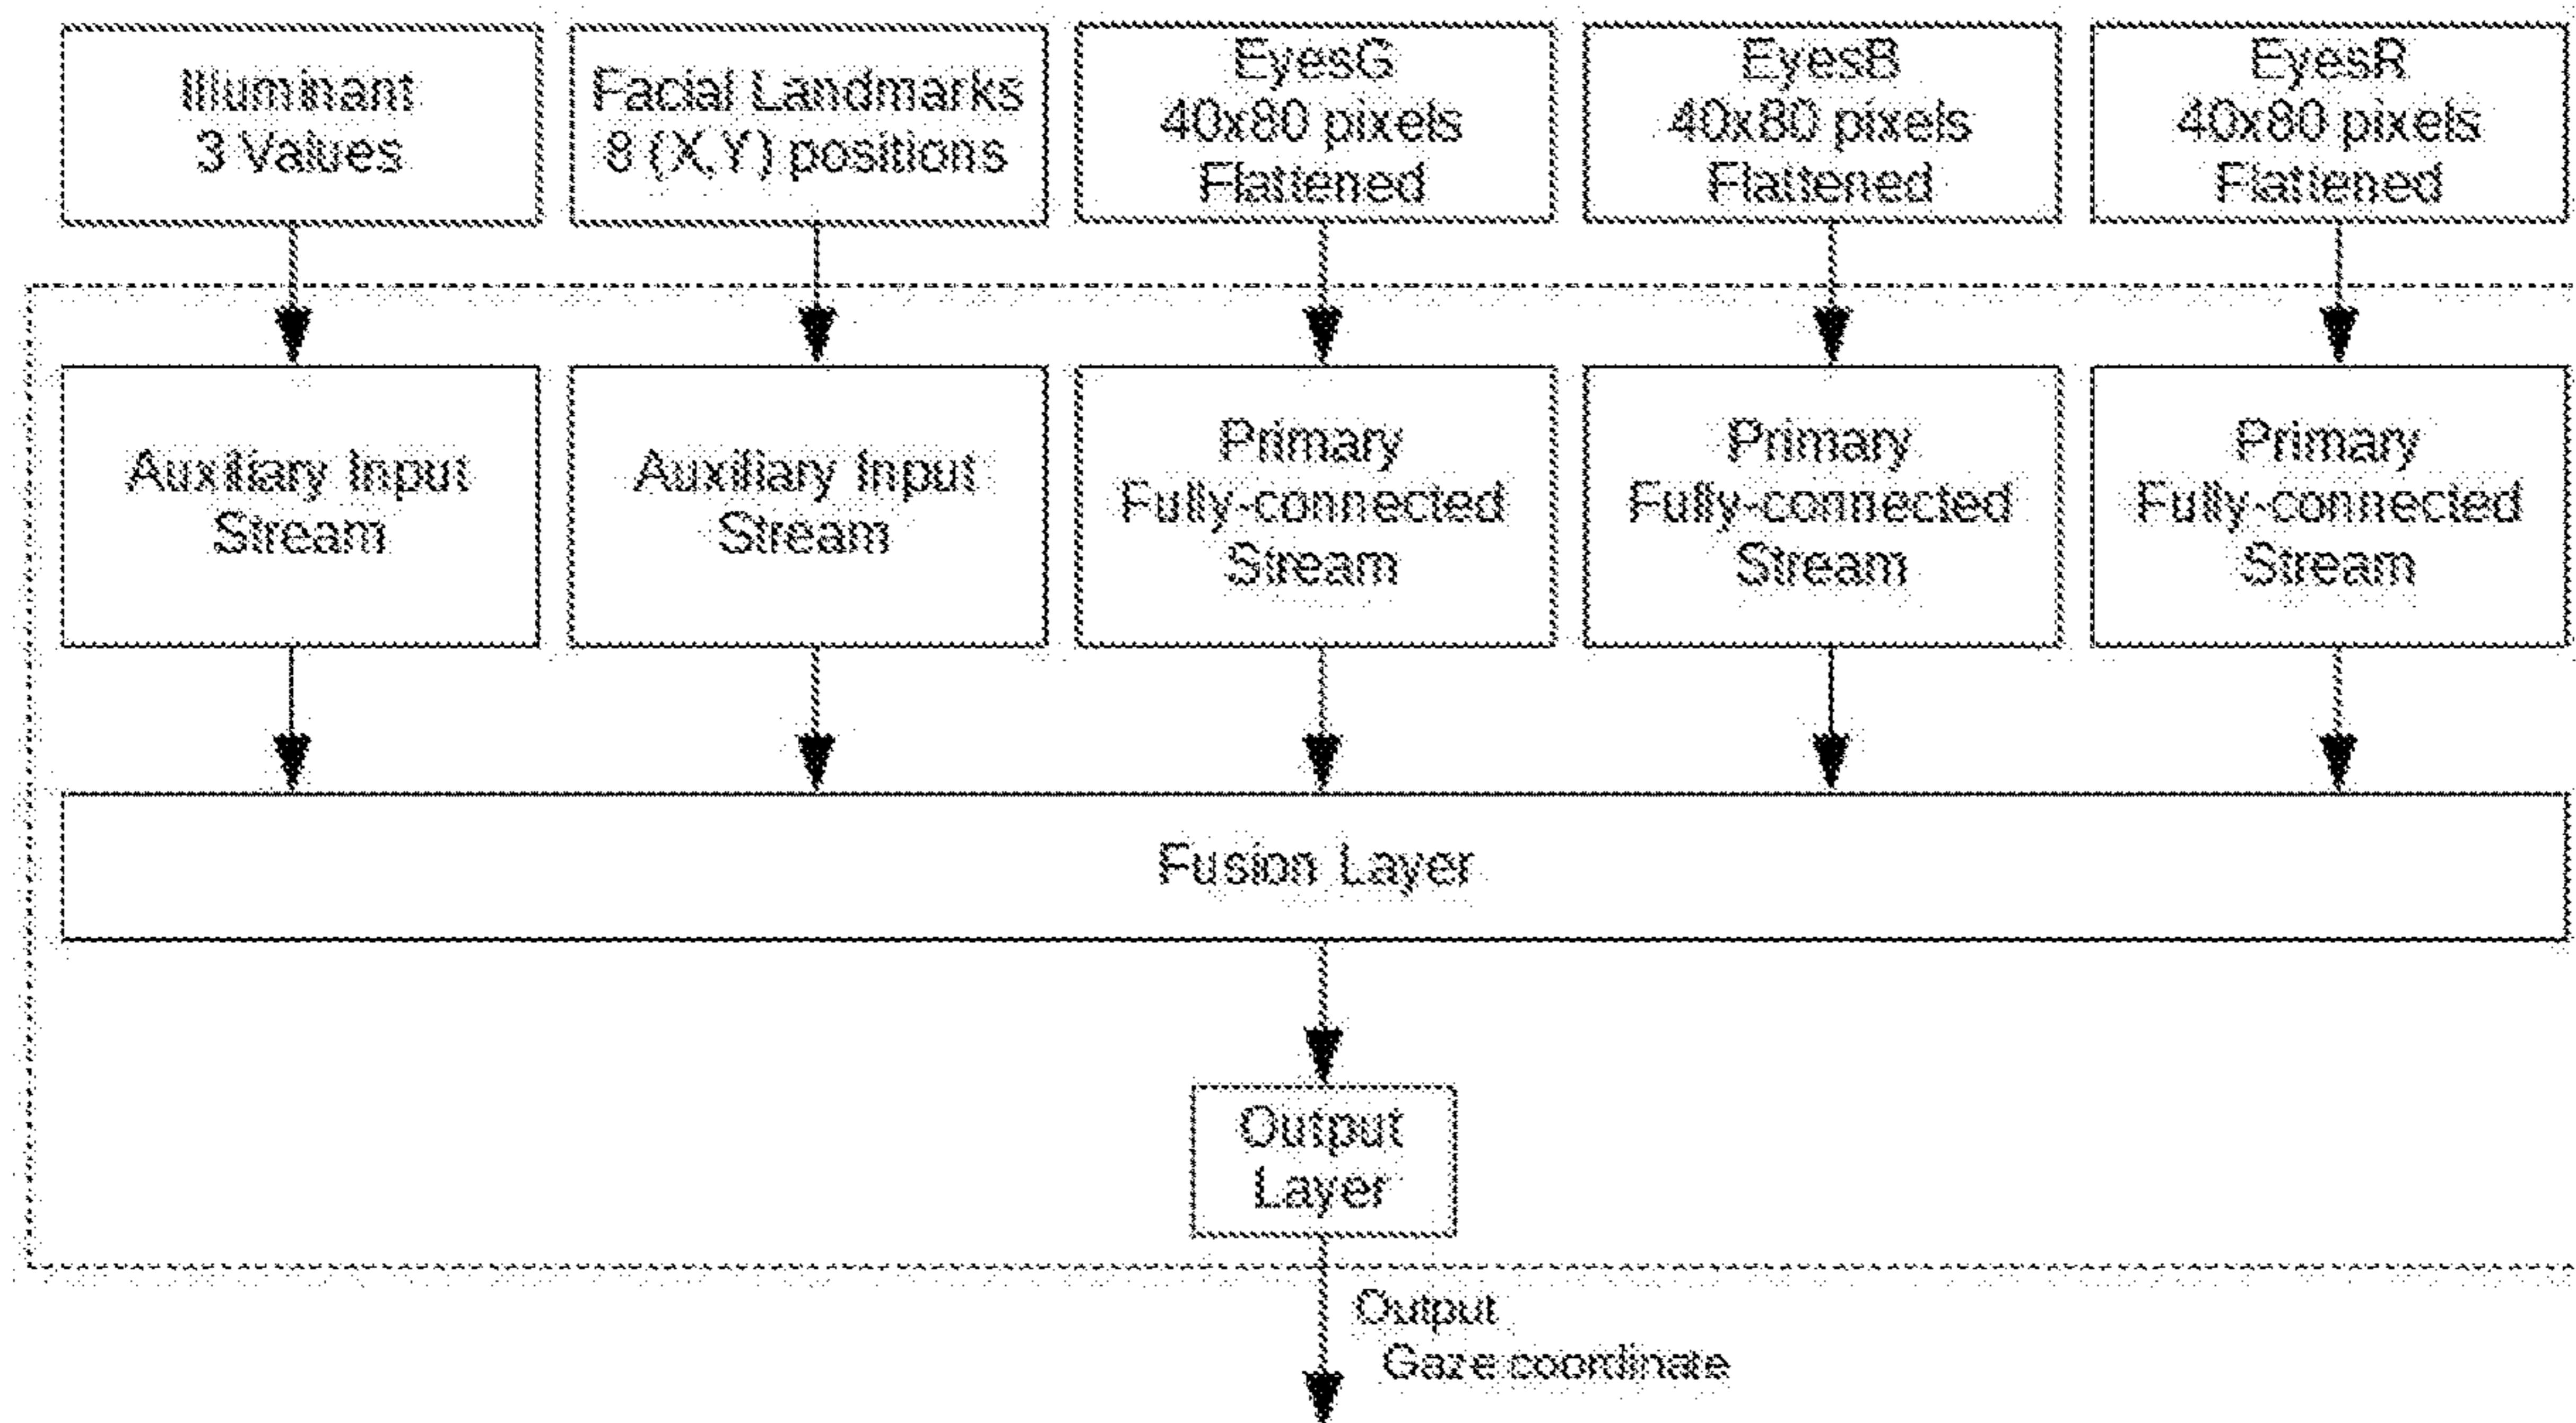 Illuminant
3 Values
Facial Landmarks
8 (X,Y) positions
EyesG
40x80 pixels
Flattened
EyesB
40x80 pixels
Flattened
EyesR
40x80 pixels
Flattened
Auxiliary Input
Stream
Auxiliary Input
Stream
Primary
Fully-connected
Stream
Primary
Fully-connected
Stream
Primary
Fully-connected
Stream
Fusion Layer
Output
Layer
Output
Gaze coordinate